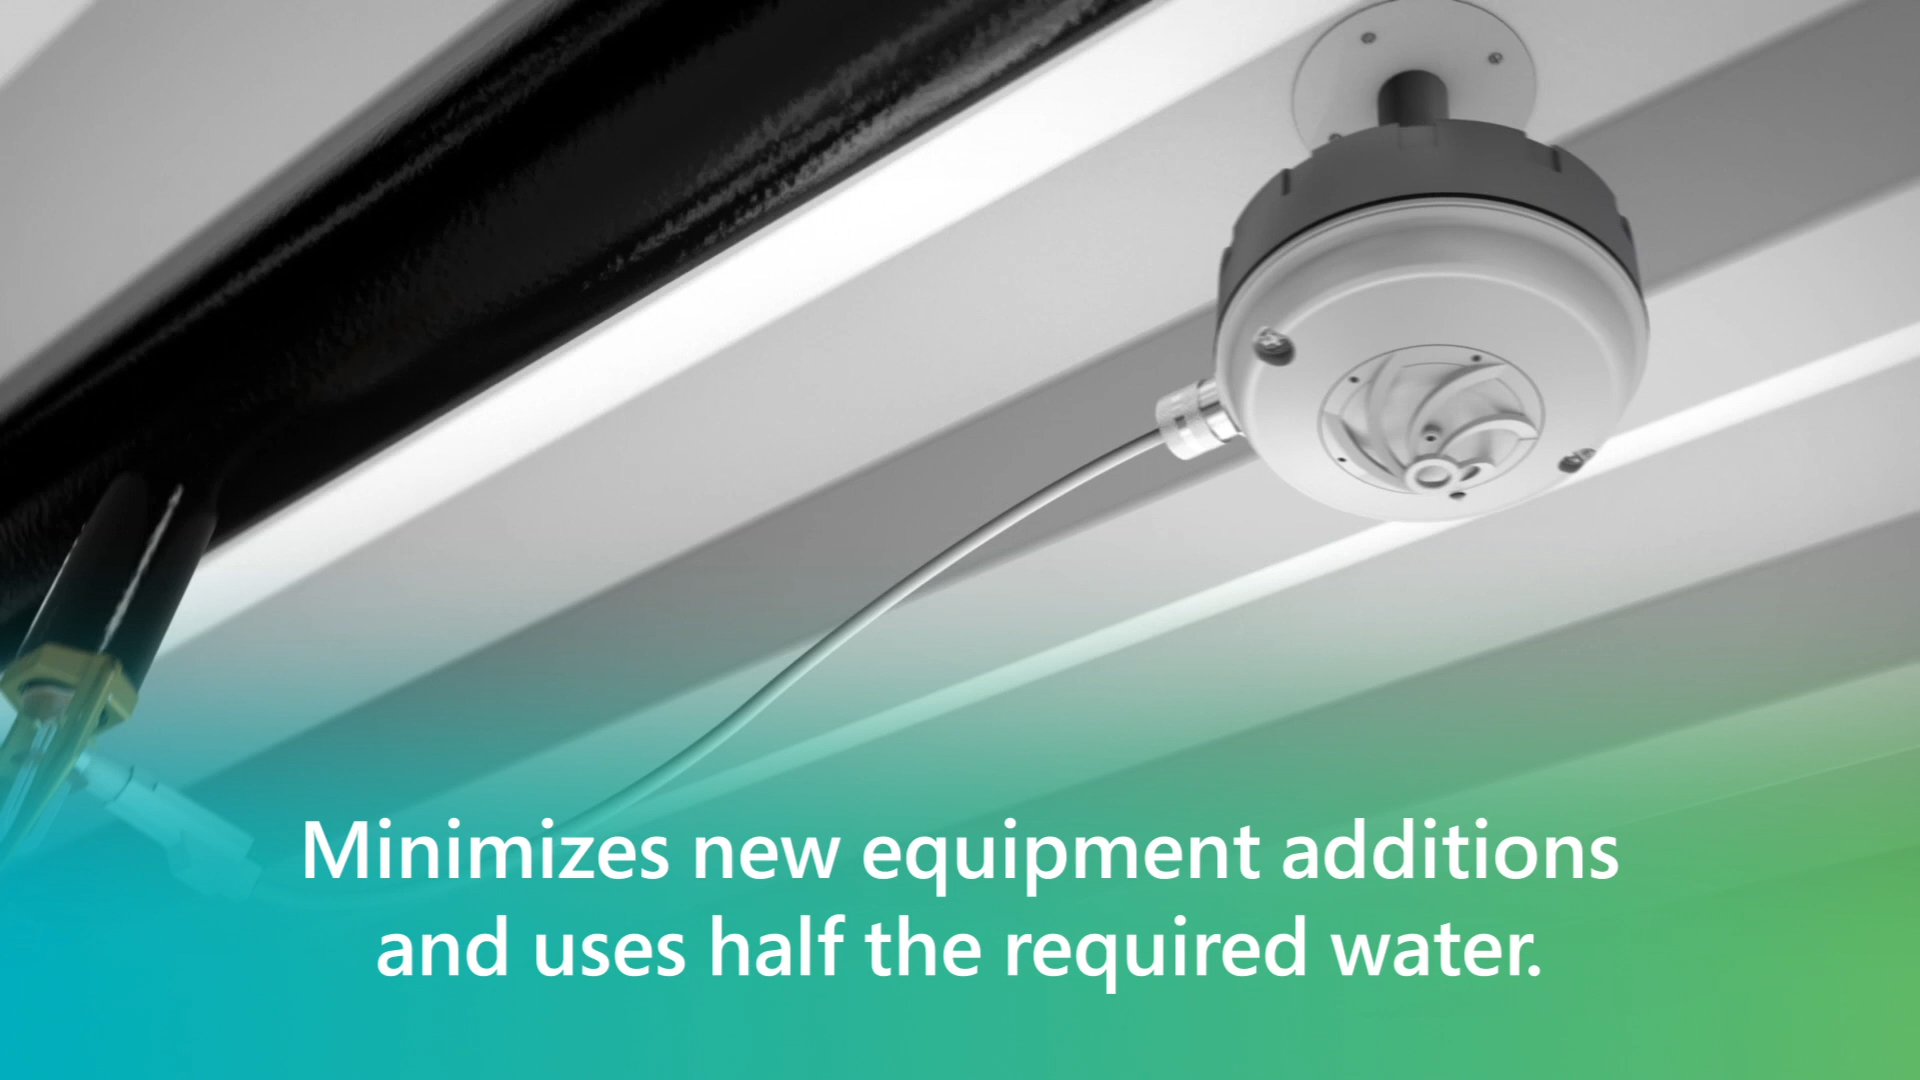 Minimizes new equipment additions
and uses half the required water.